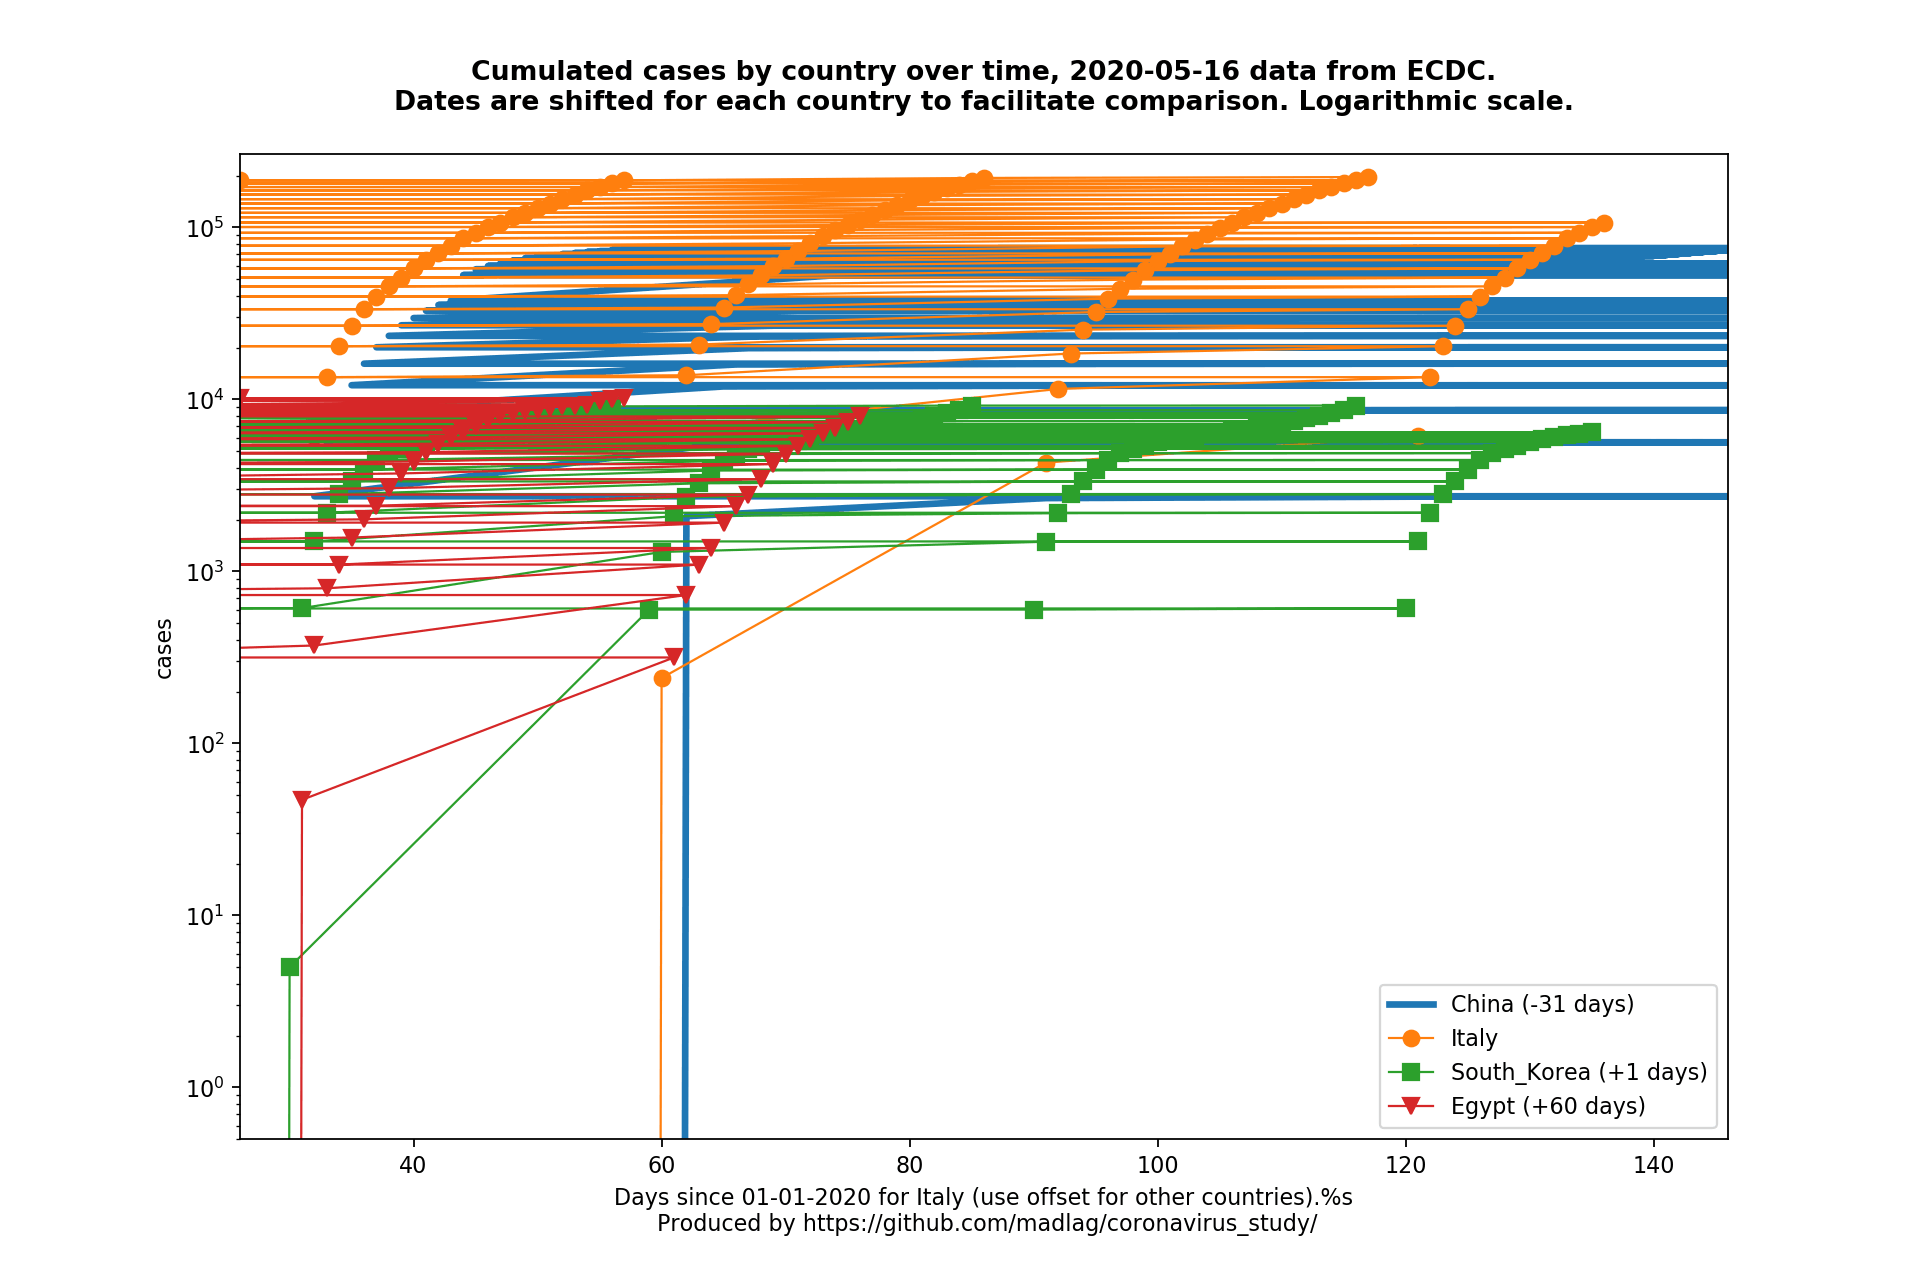 Cumulated cases by country over time, 2020-05-16 data from ECDC.
Dates are shifted for each country to facilitate comparison. Logarithmic scale.
10^5
10^4
10^3
10^2
10^1
10^0
cases
40 60 80 100 120 140
Days since 01-01-2020 for Italy (use offset for other countries).%s
Produced by https://github.com/madlag/coronavirus_study/
China (-31 days)
Italy
South_Korea (+1 days)
Egypt (+60 days)